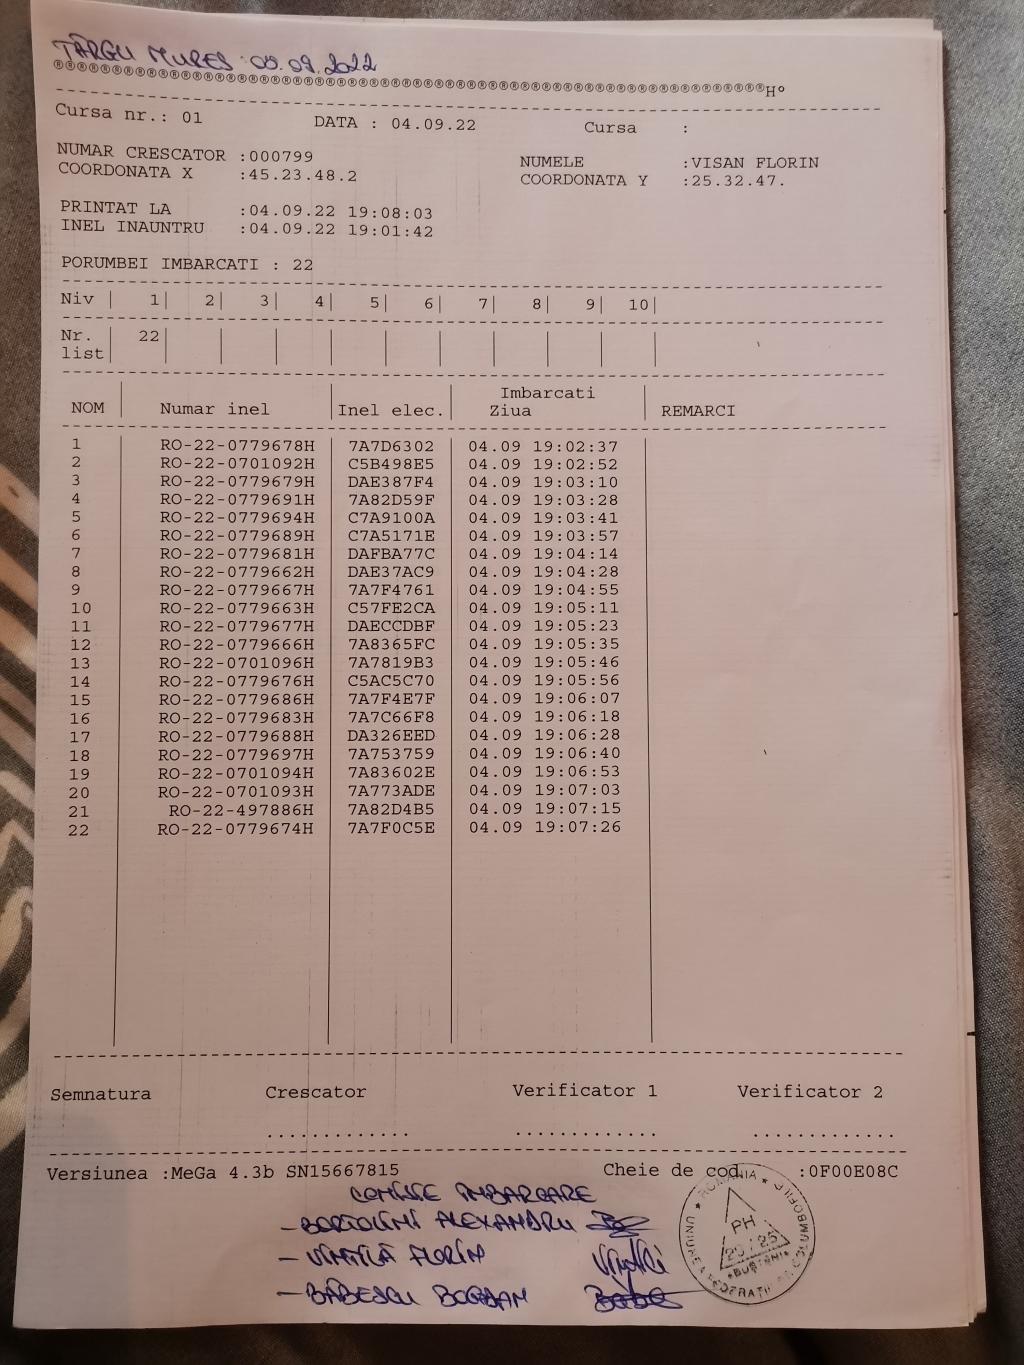 TÂRGU MUREȘ 09.2022
Cursa nr.: 01 DATA : 04.09.22 Cursa :
NUMAR CRESCATOR :000799 NUMELE :VISAN FLORIN
COORDONATA X :45.23.48.2 COORDONATA Y :25.32.47.
PRINTAT LA :04.09.22 19:08:03
INEL INAUNTRU :04.09.22 19:01:42
PORUMBEI IMBARCATI : 22
Niv | 1| 2| 3| 4| 5| 6| 7| 8| 9| 10|
Nr. 22
list
Imbarcati
NOM Numar inel Inel elec. Ziua REMARCI
1 RO-22-0779678H 7A7D6302 04.09 19:02:37
2 RO-22-0701092H C5B498E5 04.09 19:02:52
3 RO-22-0779679H DAE387F4 04.09 19:03:10
4 RO-22-0779691H 7A82D59F 04.09 19:03:28
5 RO-22-0779694H C7A9100A 04.09 19:03:41
6 RO-22-0779689H C7A5171E 04.09 19:03:57
7 RO-22-0779681H DAFBA77C 04.09 19:04:14
8 RO-22-0779662H DAE37AC9 04.09 19:04:28
9 RO-22-0779667H 7A7F4761 04.09 19:04:55
10 RO-22-0779663H C57FE2CA 04.09 19:05:11
11 RO-22-0779677H DAECCDBF 04.09 19:05:23
12 RO-22-0779666H 7A8365FC 04.09 19:05:35
13 RO-22-0701096H 7A7819B3 04.09 19:05:46
14 RO-22-0779676H C5AC5C70 04.09 19:05:56
15 RO-22-0779686H 7A7F4E7F 04.09 19:06:07
16 RO-22-0779683H 7A7C66F8 04.09 19:06:18
17 RO-22-0779688H DA326EED 04.09 19:06:28
18 RO-22-0779697H 7A753759 04.09 19:06:40
19 RO-22-0701094H 7A83602E 04.09 19:06:53
20 RO-22-0701093H 7A773ADE 04.09 19:07:03
21 RO-22-497886H 7A82D4B5 04.09 19:07:15
22 RO-22-0779674H 7A7F0C5E 04.09 19:07:26
Semnatura Crescator Verificator 1 Verificator 2
............. ............. .............
Versiunea :MeGa 4.3b SN15667815 Cheie de cod :0F00E08C
COMISIE IMBARCARE
- BORTOLINI ALEXANDRU
- VINTILĂ FLORIN
- BĂBESCU BOGDAN
ROMÂNIA
PH
BUȘTENI